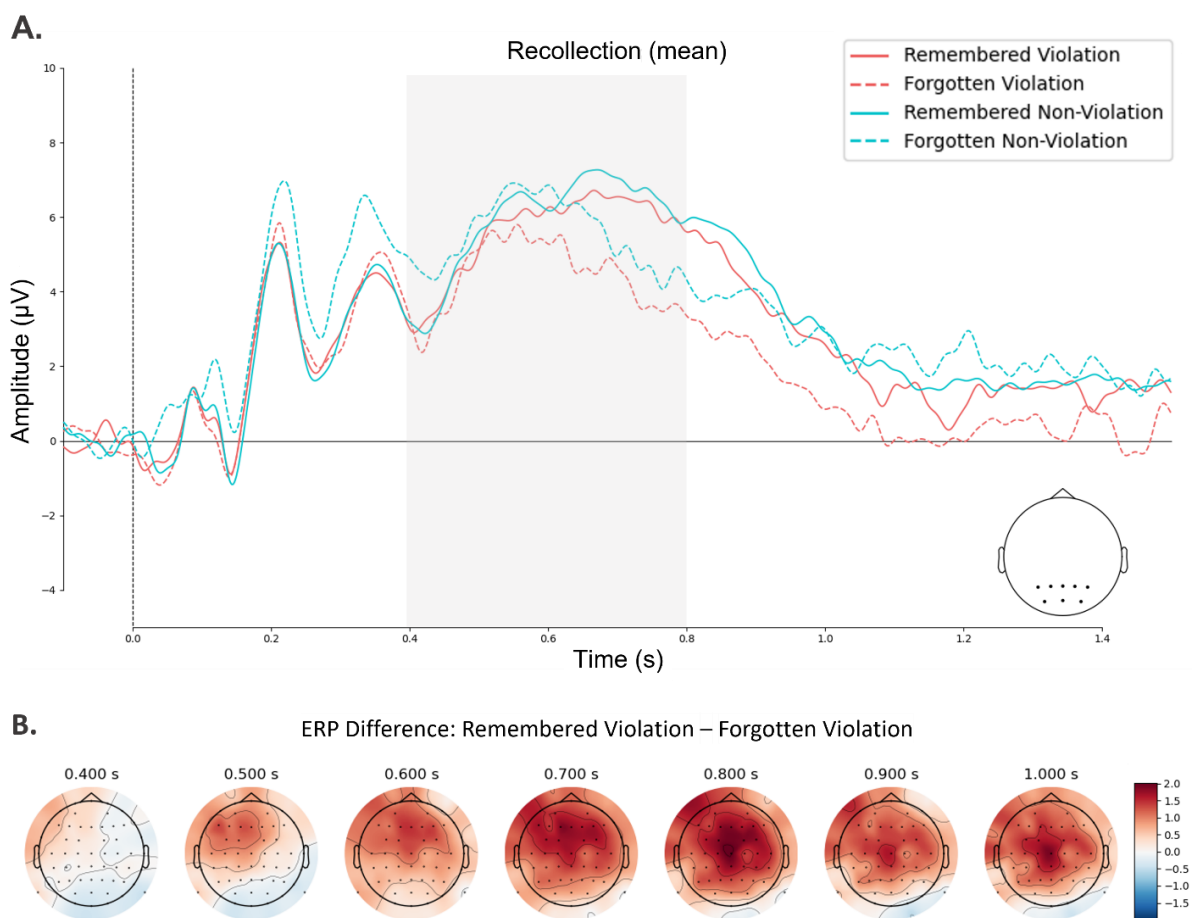 A.
Recollection (mean)
Remembered Violation
Forgotten Violation
Remembered Non-Violation
Forgotten Non-Violation
Amplitude (μV)
10
8
6
4
2
0
−2
−4
0.0 0.2 0.4 0.6 0.8 1.0 1.2 1.4
Time (s)
B.
ERP Difference: Remembered Violation – Forgotten Violation
0.400 s 0.500 s 0.600 s 0.700 s 0.800 s 0.900 s 1.000 s
2.0
1.5
1.0
0.5
0.0
−0.5
−1.0
−1.5